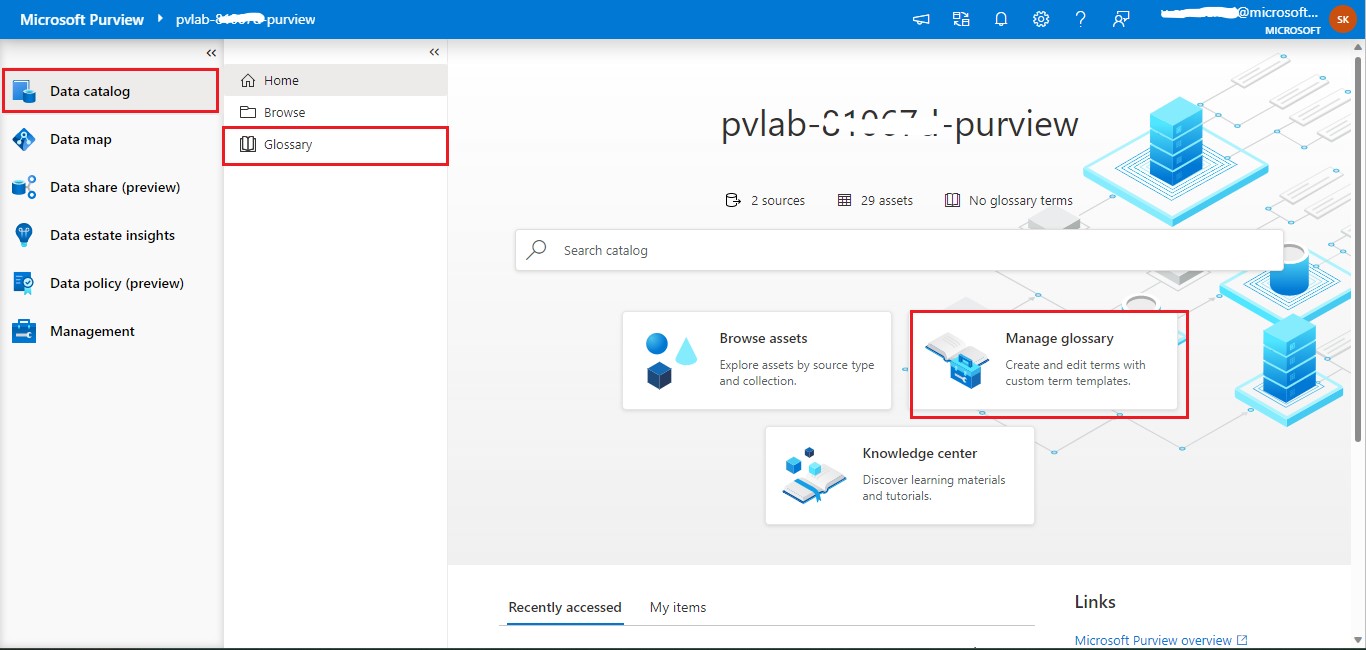 Microsoft Purview
pvlab- -purview
@microsoft...
MICROSOFT
SK
Data catalog
Data map
Data share (preview)
Data estate insights
Data policy (preview)
Management
Home
Browse
Glossary
pvlab- -purview
2 sources
29 assets
No glossary terms
Search catalog
Browse assets
Explore assets by source type
and collection.
Manage glossary
Create and edit terms with
custom term templates.
Knowledge center
Discover learning materials
and tutorials.
Recently accessed
My items
Links
Microsoft Purview overview